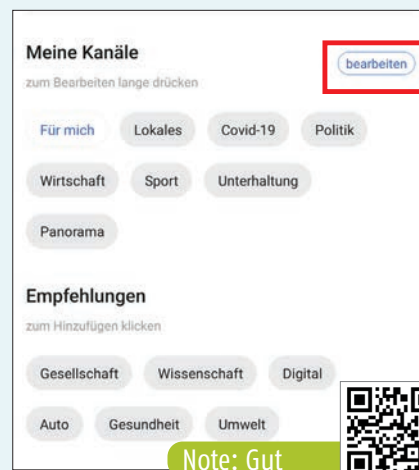 Meine Kanäle
bearbeiten
zum Bearbeiten lange drücken
Für mich Lokales Covid-19 Politik
Wirtschaft Sport Unterhaltung
Panorama
Empfehlungen
zum Hinzufügen klicken
Gesellschaft Wissenschaft Digital
Auto Gesundheit Umwelt
Note: Gut